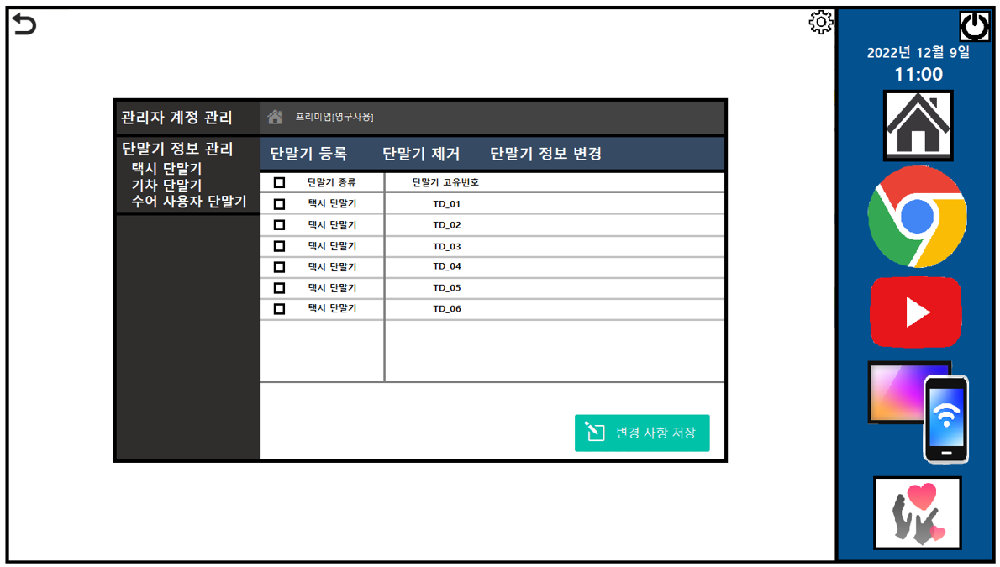 2022년 12월 9일
11:00
관리자 계정 관리
프리미엄[영구사용]
단말기 정보 관리
택시 단말기
기차 단말기
수어 사용자 단말기
단말기 등록 단말기 제거 단말기 정보 변경
단말기 종류 단말기 고유번호
택시 단말기 TD_01
택시 단말기 TD_02
택시 단말기 TD_03
택시 단말기 TD_04
택시 단말기 TD_05
택시 단말기 TD_06
변경 사항 저장